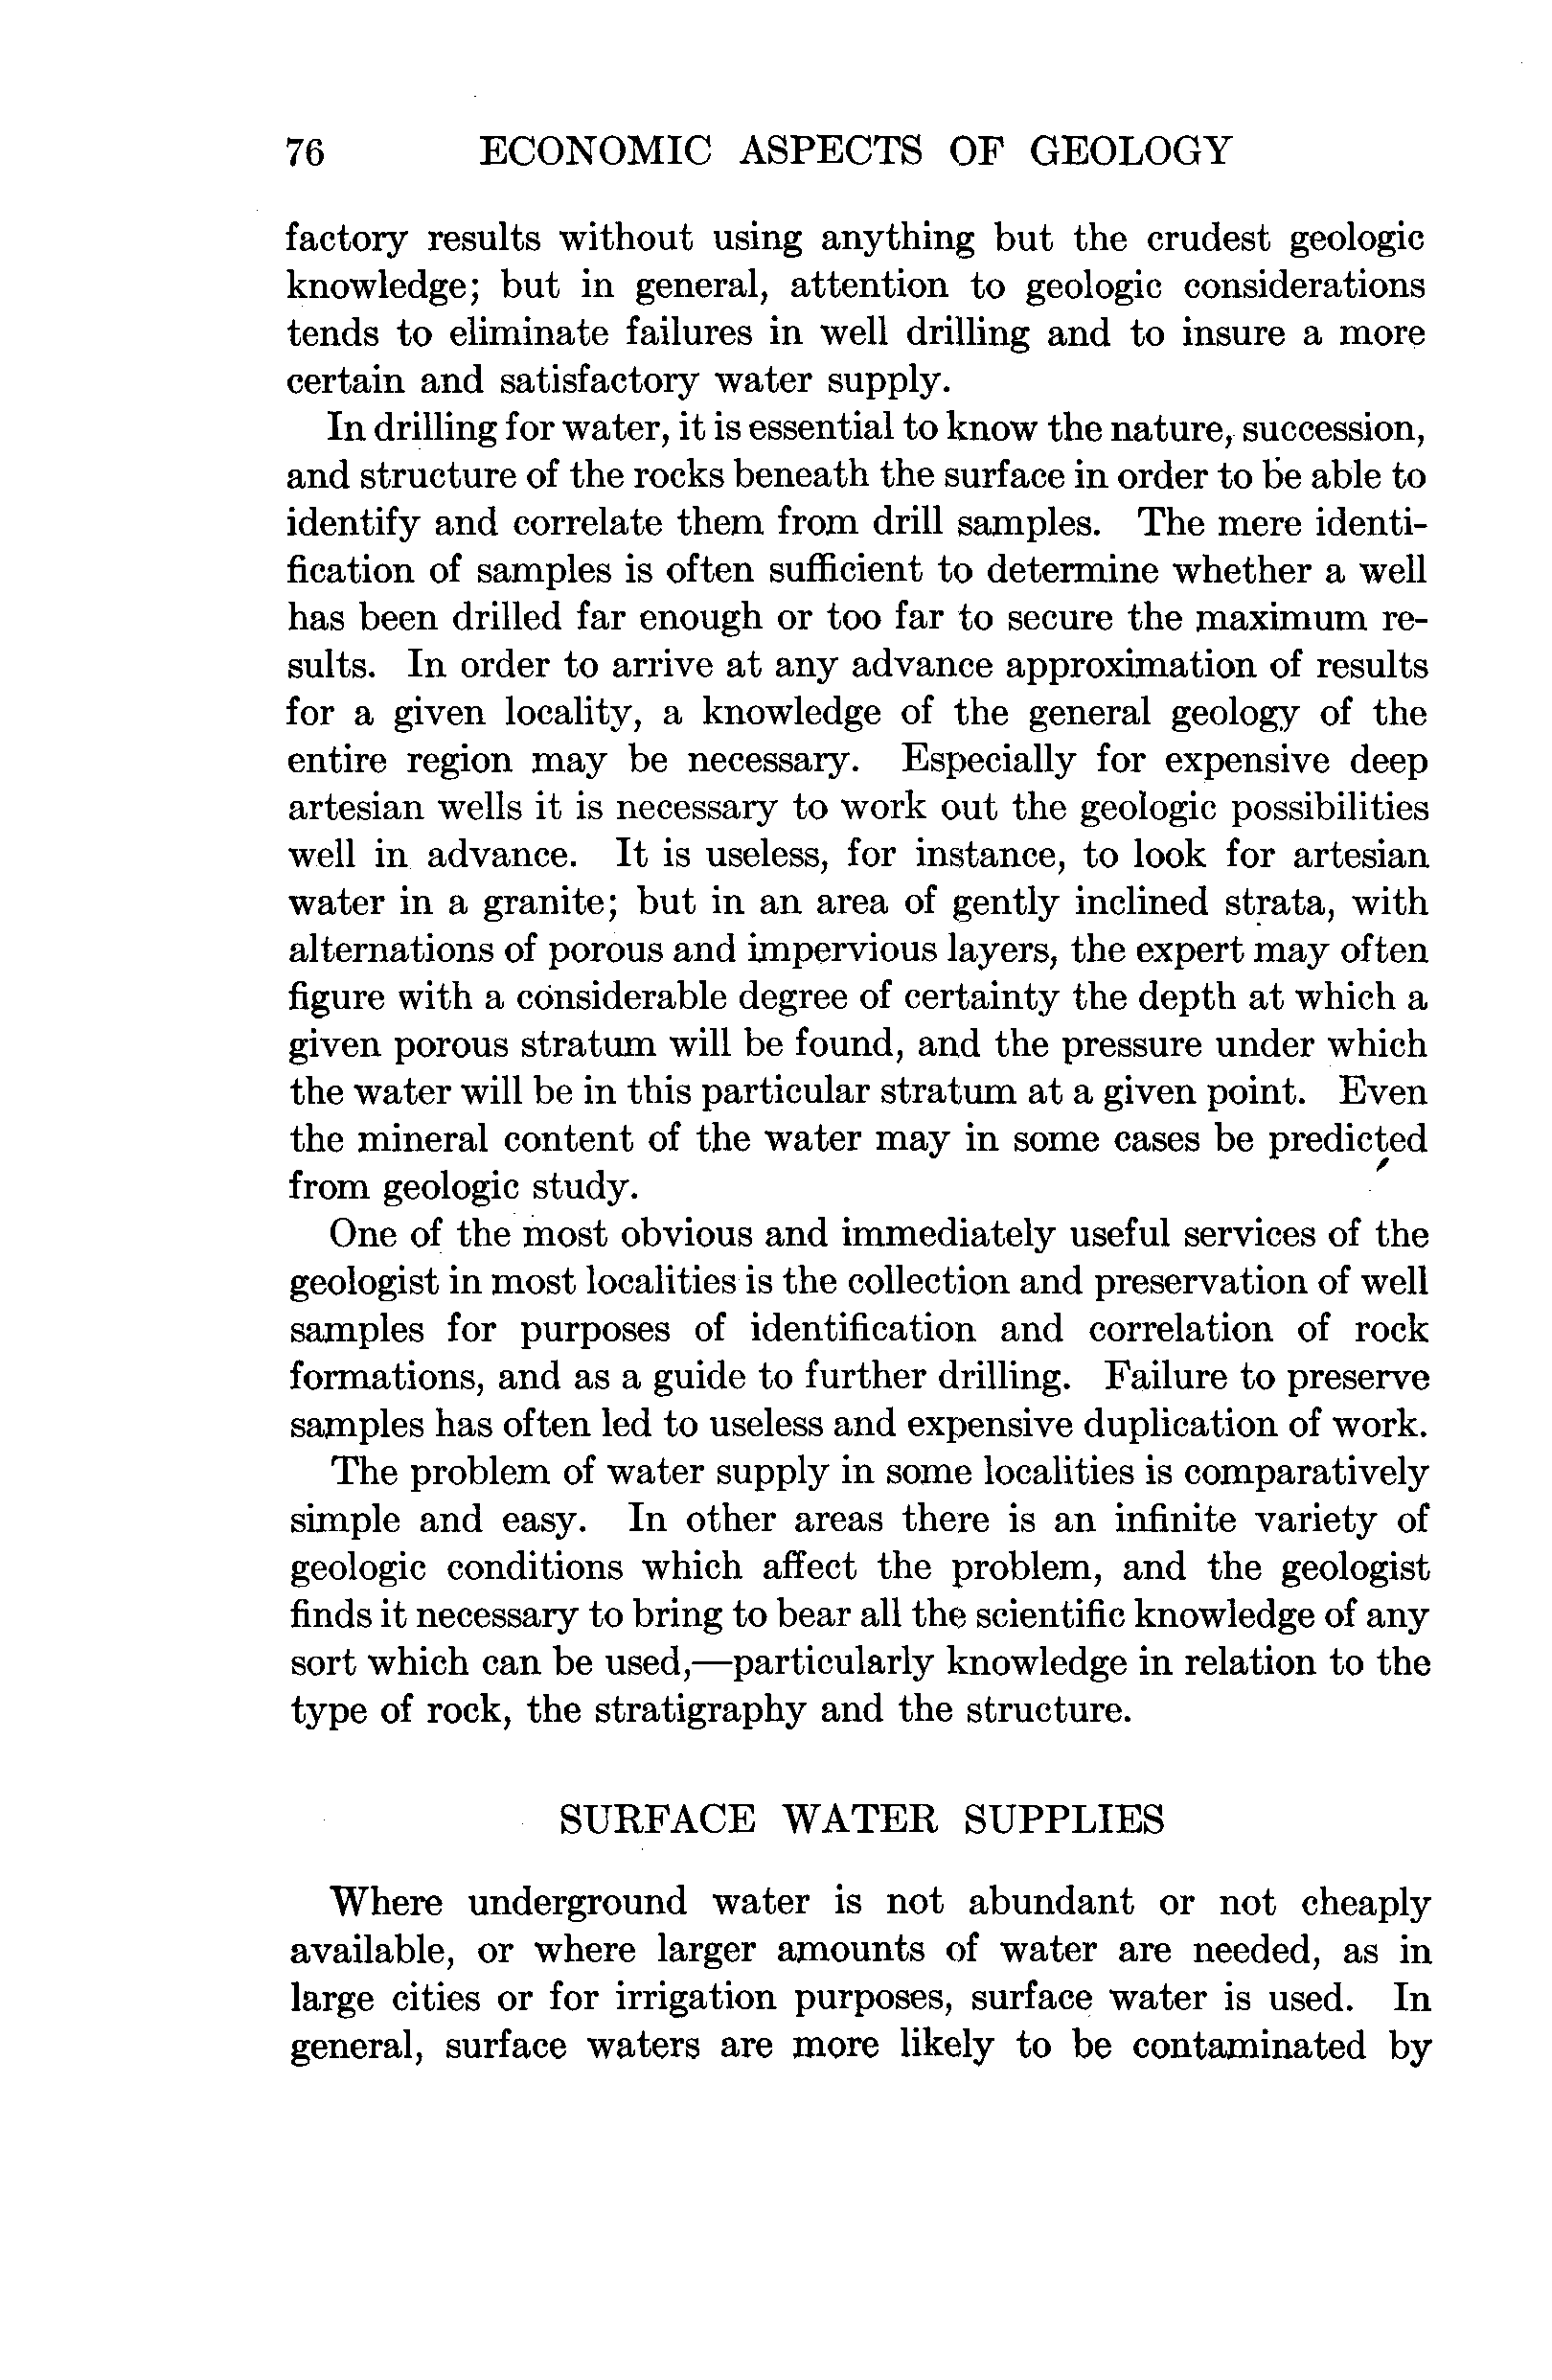 76 ECONOMIC ASPECTS OF GEOLOGY
factory results without using anything but the crudest geologic
knowledge; but in general, attention to geologic considerations
tends to eliminate failures in well drilling and to insure a more
certain and satisfactory water supply.
In drilling for water, it is essential to know the nature, succession,
and structure of the rocks beneath the surface in order to be able to
identify and correlate them from drill samples. The mere identi-
fication of samples is often sufficient to determine whether a well
has been drilled far enough or too far to secure the maximum re-
sults. In order to arrive at any advance approximation of results
for a given locality, a knowledge of the general geology of the
entire region may be necessary. Especially for expensive deep
artesian wells it is necessary to work out the geologic possibilities
well in advance. It is useless, for instance, to look for artesian
water in a granite; but in an area of gently inclined strata, with
alternations of porous and impervious layers, the expert may often
figure with a considerable degree of certainty the depth at which a
given porous stratum will be found, and the pressure under which
the water will be in this particular stratum at a given point. Even
the mineral content of the water may in some cases be predicted
from geologic study.
One of the most obvious and immediately useful services of the
geologist in most localities is the collection and preservation of well
samples for purposes of identification and correlation of rock
formations, and as a guide to further drilling. Failure to preserve
samples has often led to useless and expensive duplication of work.
The problem of water supply in some localities is comparatively
simple and easy. In other areas there is an infinite variety of
geologic conditions which affect the problem, and the geologist
finds it necessary to bring to bear all the scientific knowledge of any
sort which can be used,—particularly knowledge in relation to the
type of rock, the stratigraphy and the structure.
SURFACE WATER SUPPLIES
Where underground water is not abundant or not cheaply
available, or where larger amounts of water are needed, as in
large cities or for irrigation purposes, surface water is used. In
general, surface waters are more likely to be contaminated by